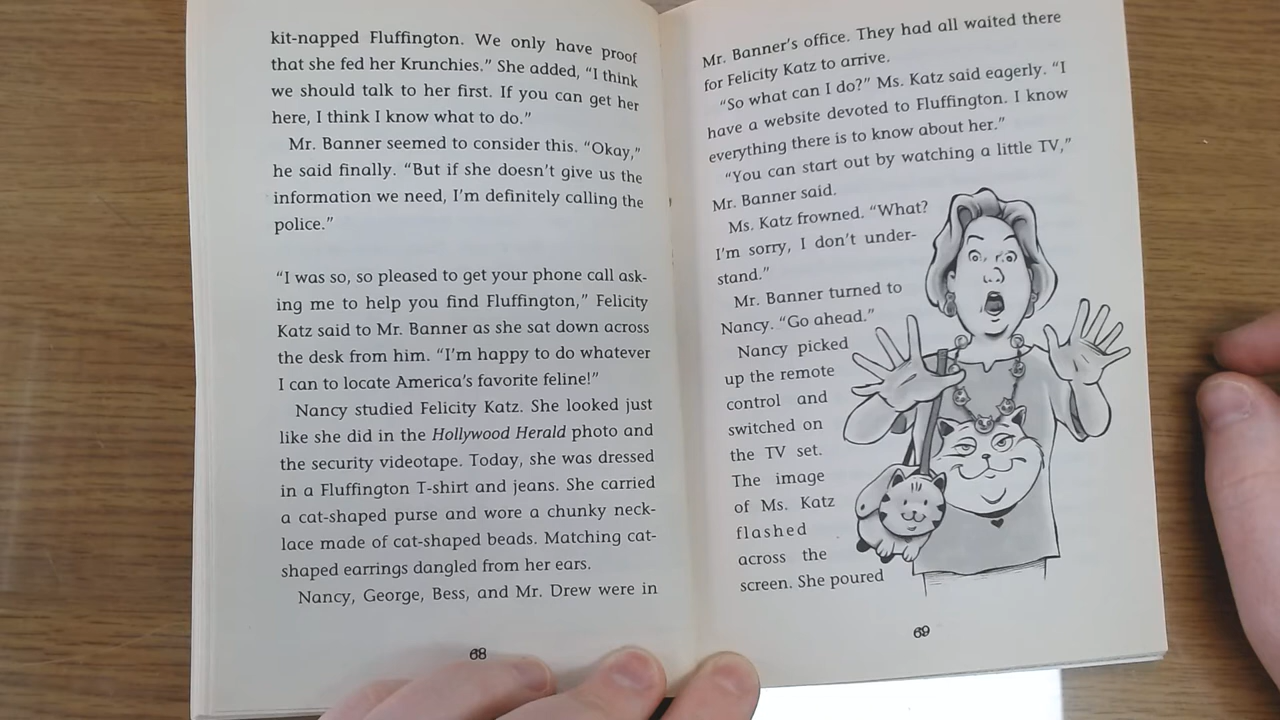 kit-napped Fluffington. We only have proof
that she fed her Krunchies.” She added, “I think
we should talk to her first. If you can get her
here, I think I know what to do.”
Mr. Banner seemed to consider this. “Okay,”
he said finally. “But if she doesn’t give us the
information we need, I’m definitely calling the
police.”
“I was so, so pleased to get your phone call ask-
ing me to help you find Fluffington,” Felicity
Katz said to Mr. Banner as she sat down across
the desk from him. “I’m happy to do whatever
I can to locate America’s favorite feline!”
Nancy studied Felicity Katz. She looked just
like she did in the Hollywood Herald photo and
the security videotape. Today, she was dressed
in a Fluffington T-shirt and jeans. She carried
a cat-shaped purse and wore a chunky neck-
lace made of cat-shaped beads. Matching cat-
shaped earrings dangled from her ears.
Nancy, George, Bess, and Mr. Drew were in
68
Mr. Banner’s office. They had all waited there
for Felicity Katz to arrive.
“So what can I do?” Ms. Katz said eagerly. “I
have a website devoted to Fluffington. I know
everything there is to know about her.”
“You can start out by watching a little TV,”
Mr. Banner said.
Ms. Katz frowned. “What?
I’m sorry, I don’t under-
stand.”
Mr. Banner turned to
Nancy. “Go ahead.”
Nancy picked
up the remote
control and
switched on
the TV set.
The image
of Ms. Katz
flashed
across the
screen. She poured
69